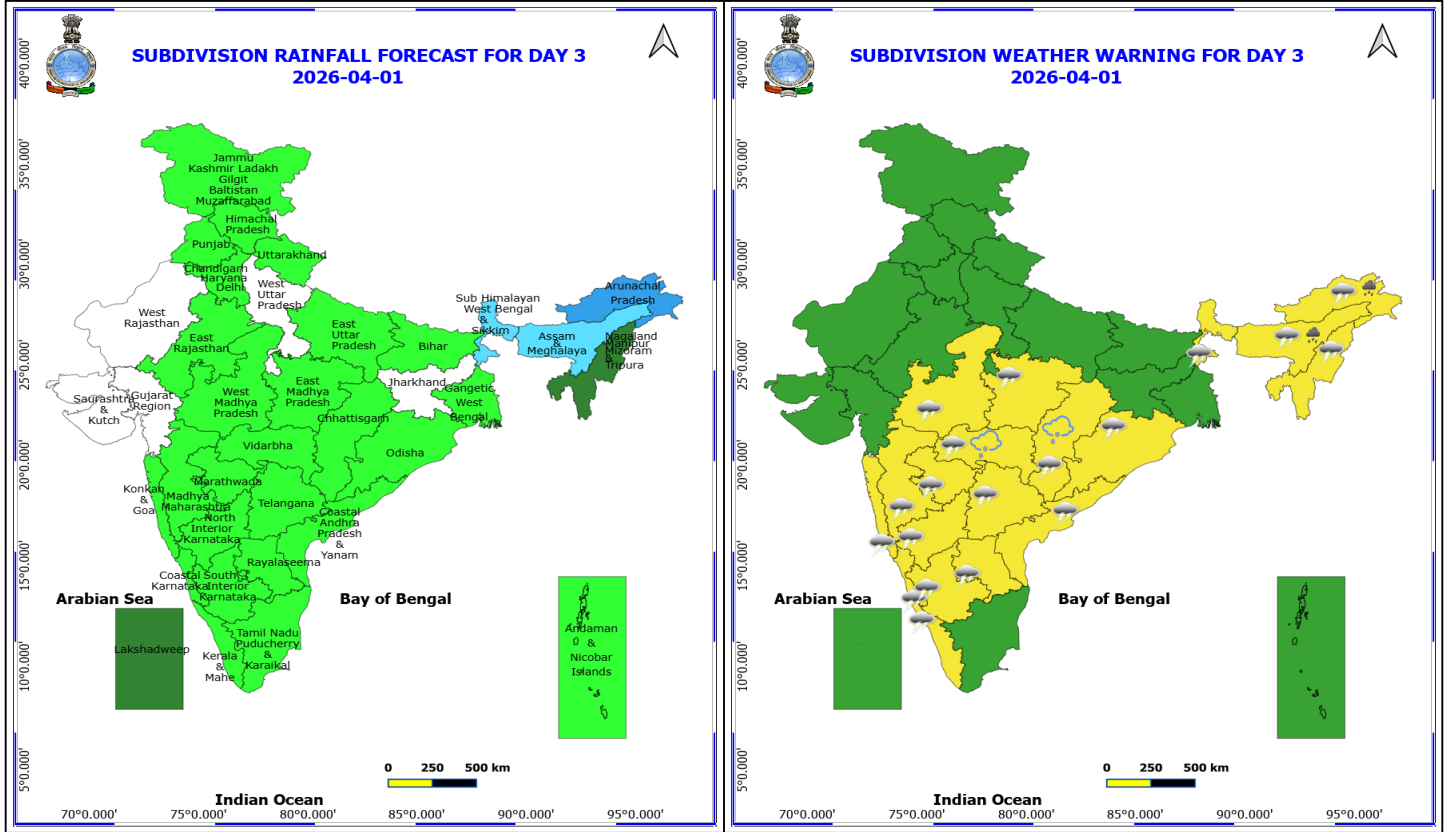 SUBDIVISION RAINFALL FORECAST FOR DAY 3
2026-04-01
40°0.000'
35°0.000'
30°0.000'
25°0.000'
20°0.000'
15°0.000'
10°0.000'
5°0.000'
Jammu
Kashmir Ladakh
Gilgit
Baltistan
Muzaffarabad
Himachal
Pradesh
Punjab
Uttarakhand
Chandigarh
Haryana
Delhi
West
Uttar
Pradesh
West
Rajasthan
East
Rajasthan
East
Uttar
Pradesh
Bihar
Sub Himalayan
West Bengal
&
Sikkim
Arunachal
Pradesh
Assam
&
Meghalaya
Nagaland
Manipur
Mizoram
&
Tripura
Saurashtra
&
Kutch
Gujarat
Region
West
Madhya
Pradesh
East
Madhya
Pradesh
Jharkhand
Gangetic
West
Bengal
Chhattisgarh
Vidarbha
Odisha
Konkan
&
Goa
Madhya
Maharashtra
Marathwada
Telangana
North
Interior
Karnataka
Coastal
Andhra
Pradesh
&
Yanam
Rayalaseema
Coastal
Karnataka
South
Interior
Karnataka
Arabian Sea
Bay of Bengal
Lakshadweep
Kerala
&
Mahe
Tamil Nadu
Puducherry
&
Karaikal
Andaman
&
Nicobar
Islands
0 250 500 km
Indian Ocean
70°0.000' 75°0.000' 80°0.000' 85°0.000' 90°0.000' 95°0.000'
SUBDIVISION WEATHER WARNING FOR DAY 3
2026-04-01
40°0.000'
35°0.000'
30°0.000'
25°0.000'
20°0.000'
15°0.000'
10°0.000'
5°0.000'
Arabian Sea
Bay of Bengal
0 250 500 km
Indian Ocean
70°0.000' 75°0.000' 80°0.000' 85°0.000' 90°0.000' 95°0.000'